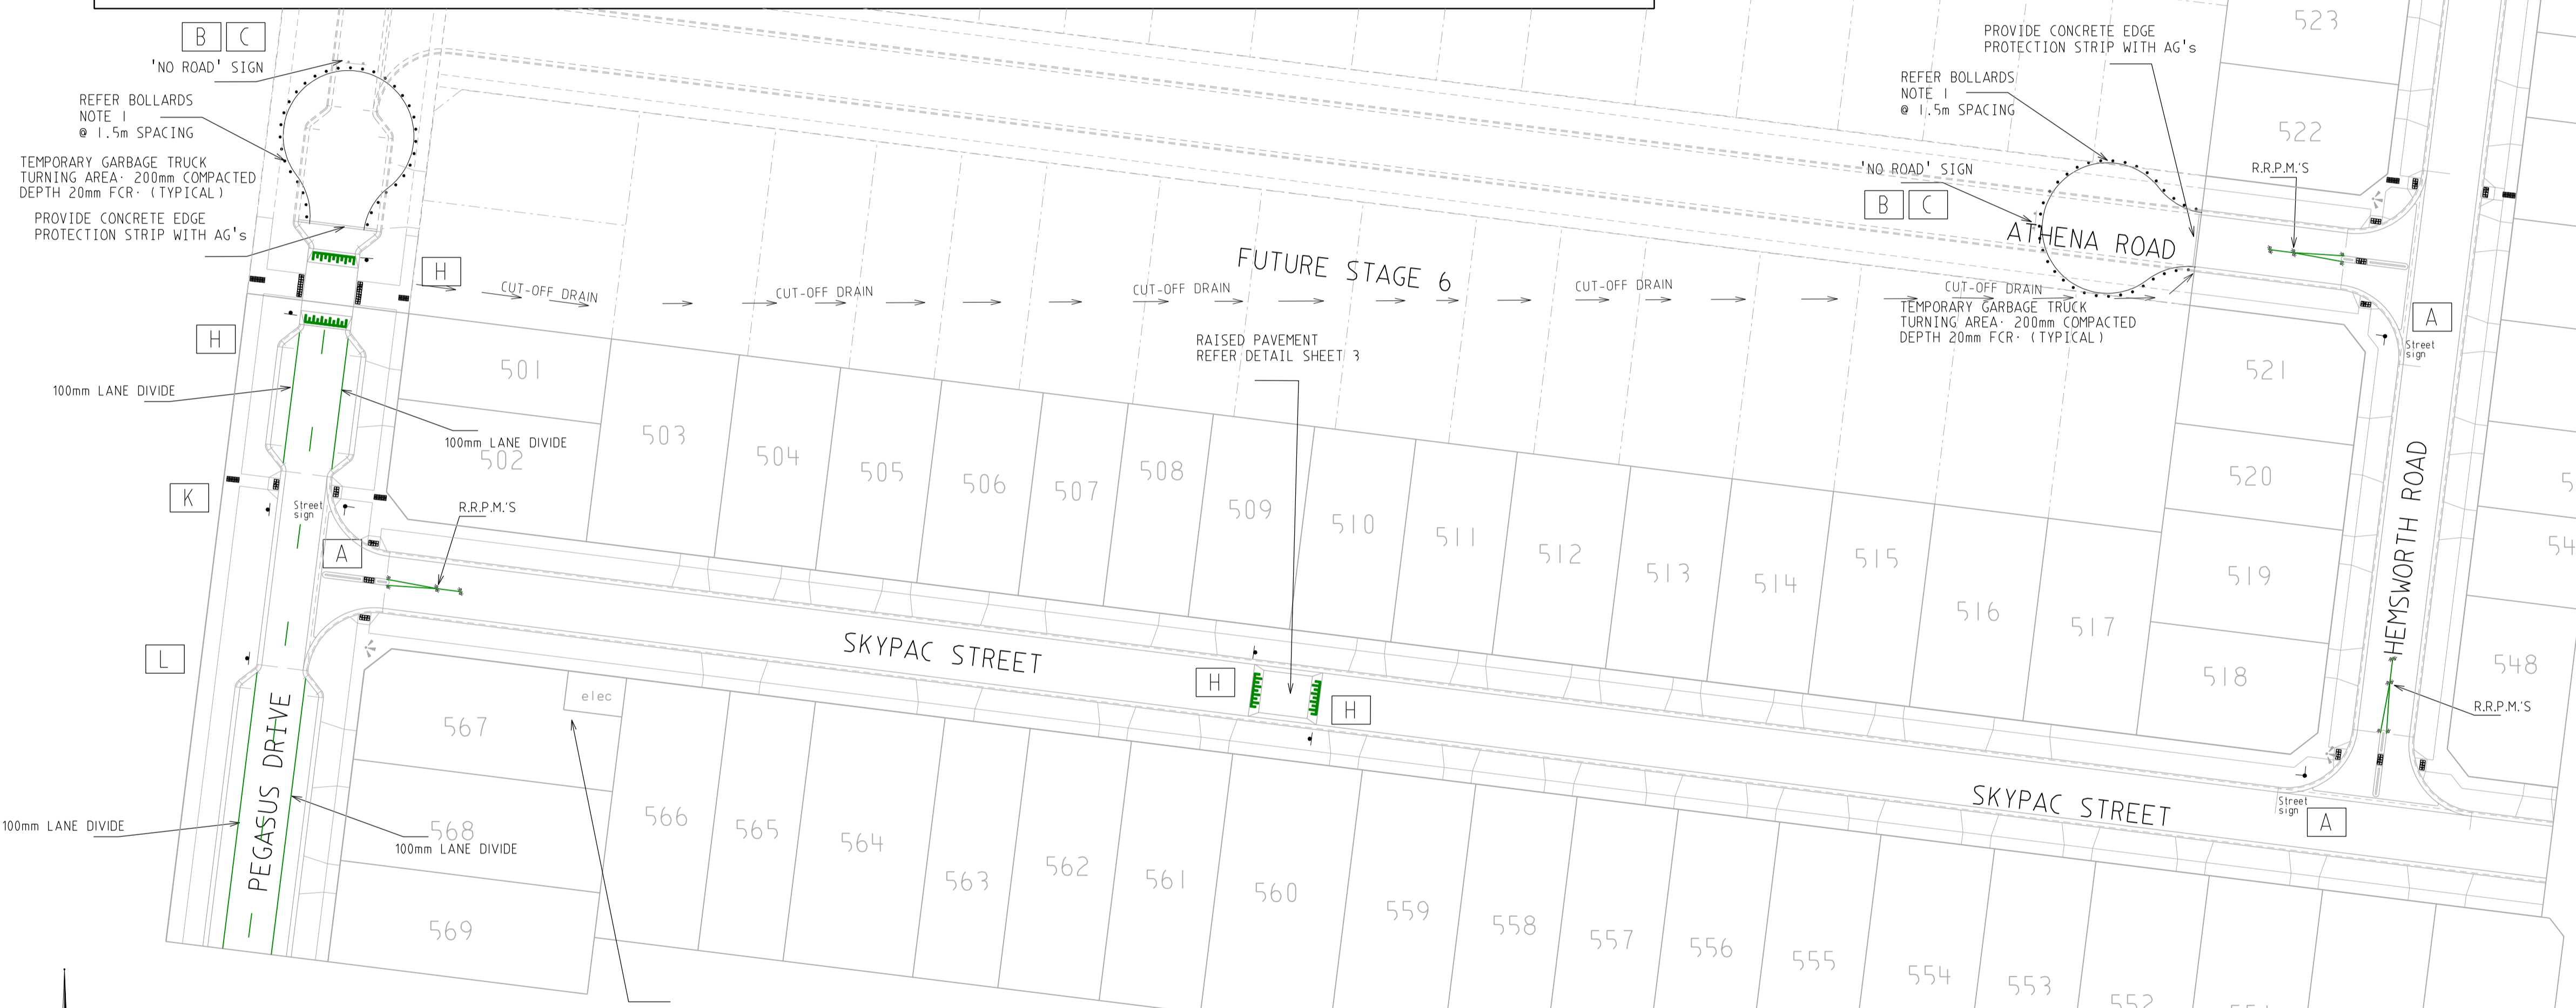 B C
'NO ROAD' SIGN
REFER BOLLARDS
NOTE 1
@ 1.5m SPACING
TEMPORARY GARBAGE TRUCK
TURNING AREA· 200mm COMPACTED
DEPTH 20mm FCR· (TYPICAL)
PROVIDE CONCRETE EDGE
PROTECTION STRIP WITH AG's
H
H
100mm LANE DIVIDE
100mm LANE DIVIDE
K
Street
sign
A
R.R.P.M.'S
L
PEGASUS DRIVE
100mm LANE DIVIDE
100mm LANE DIVIDE
CUT-OFF DRAIN
CUT-OFF DRAIN
CUT-OFF DRAIN
CUT-OFF DRAIN
CUT-OFF DRAIN
FUTURE STAGE 6
RAISED PAVEMENT
REFER DETAIL SHEET 3
501
502
503
504
505
506
507
508
509
510
511
512
513
514
515
516
517
518
519
520
521
522
523
SKYPAC STREET
H
H
SKYPAC STREET
elec
567
568
569
566
565
564
563
562
561
560
559
558
557
556
555
554
553
552
PROVIDE CONCRETE EDGE
PROTECTION STRIP WITH AG's
REFER BOLLARDS
NOTE 1
@ 1.5m SPACING
'NO ROAD' SIGN
B C
ATHENA ROAD
TEMPORARY GARBAGE TRUCK
TURNING AREA· 200mm COMPACTED
DEPTH 20mm FCR· (TYPICAL)
R.R.P.M.'S
A
Street
sign
HEMSWORTH ROAD
R.R.P.M.'S
548
Street
sign
A